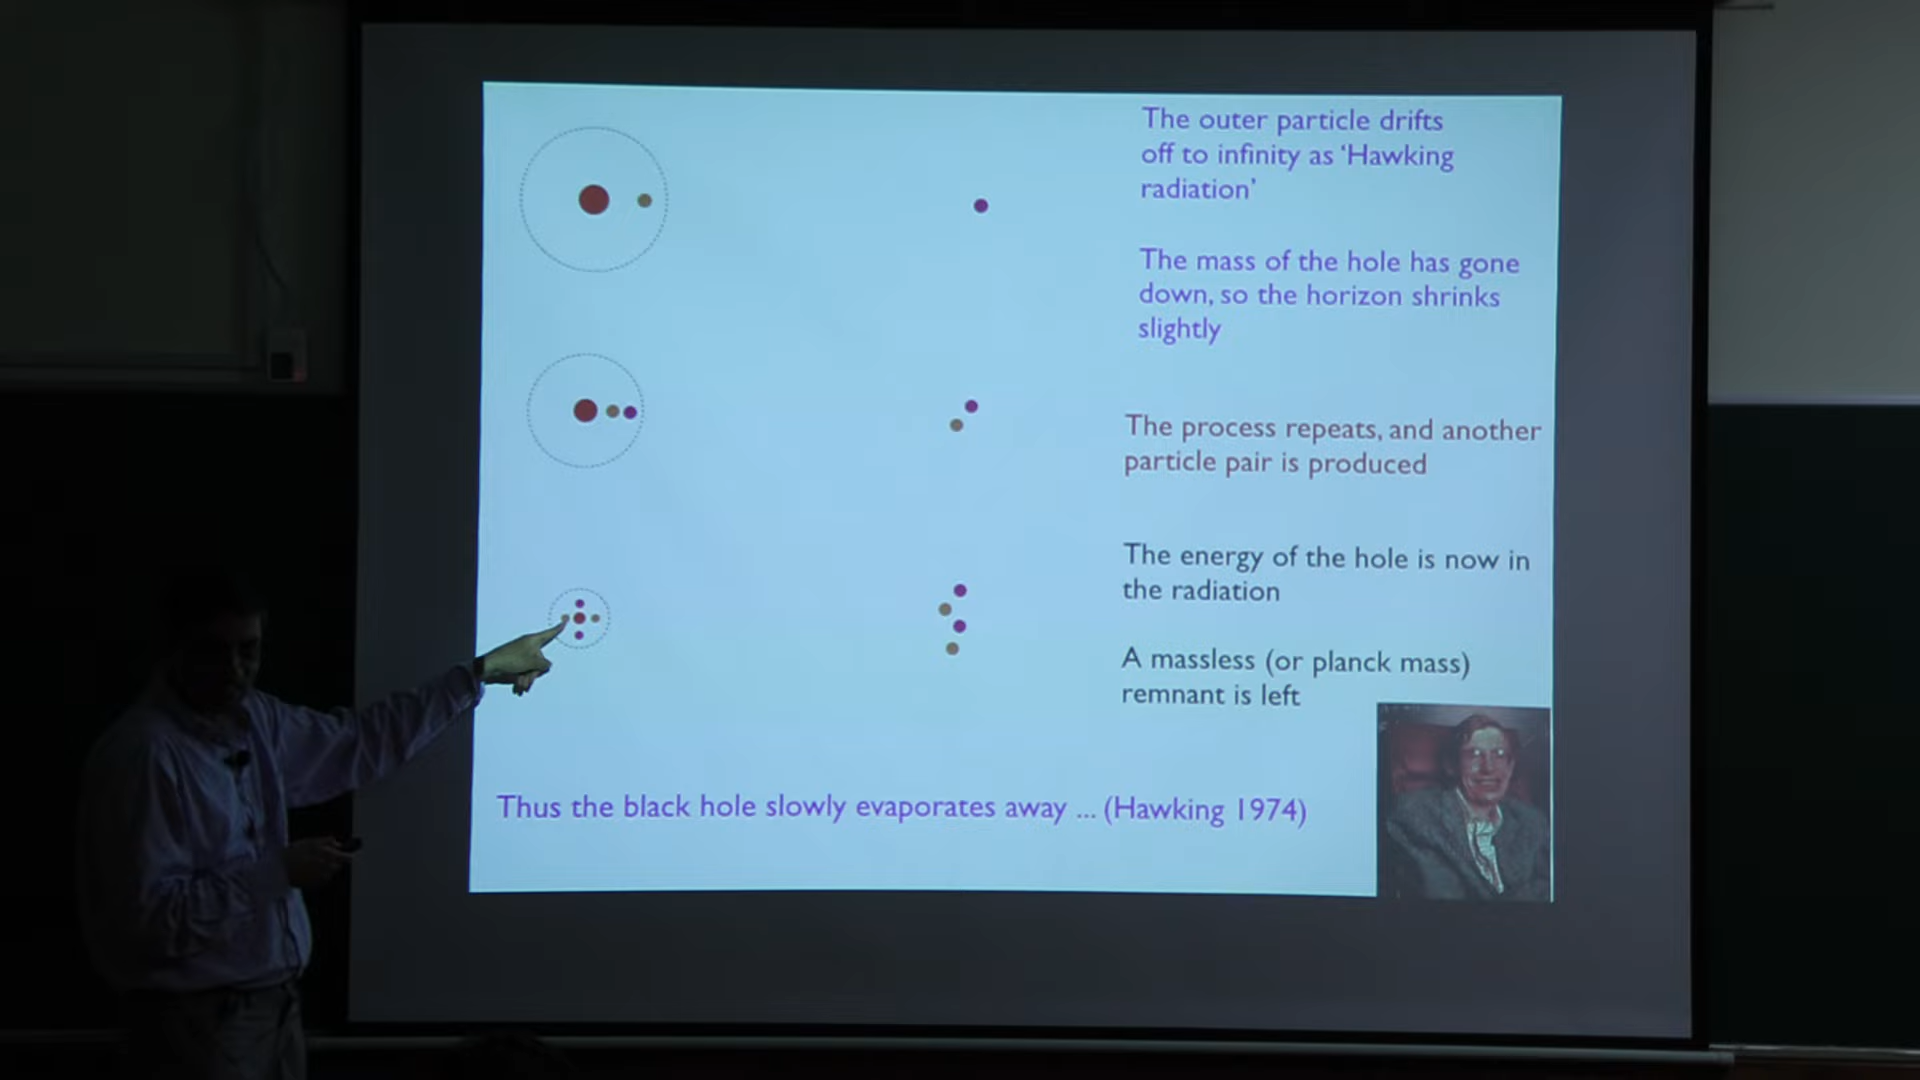 The outer particle drifts
off to infinity as ‘Hawking
radiation’
The mass of the hole has gone
down, so the horizon shrinks
slightly
The process repeats, and another
particle pair is produced
The energy of the hole is now in
the radiation
A massless (or planck mass)
remnant is left
Thus the black hole slowly evaporates away ... (Hawking 1974)